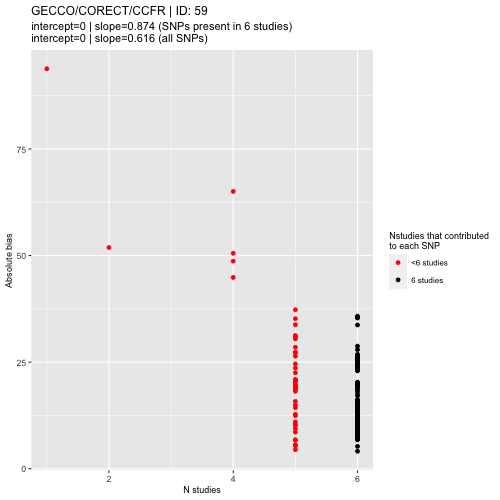 GECCO/CORECT/CCFR | ID: 59
intercept=0 | slope=0.874 (SNPs present in 6 studies)
intercept=0 | slope=0.616 (all SNPs)
75
50
25
0
Absolute bias
2 4 6
N studies
Nstudies that contributed
to each SNP
<6 studies
6 studies